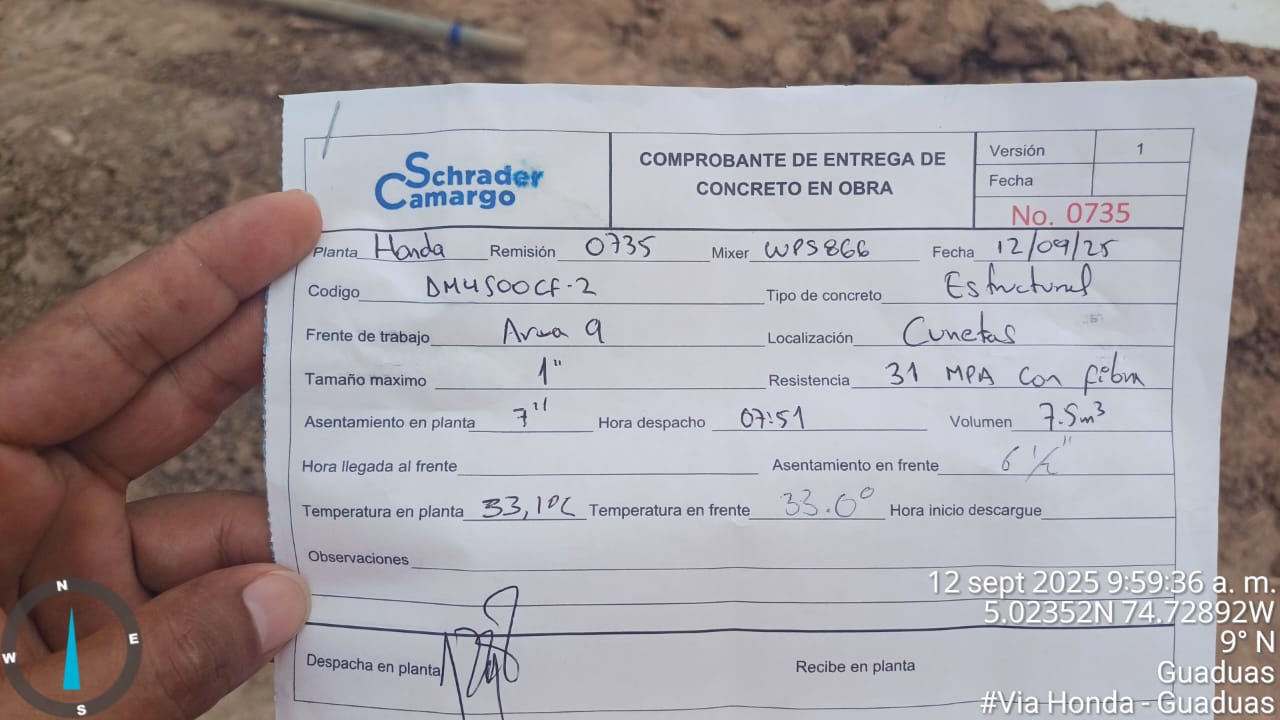 Schrader
Camargo
COMPROBANTE DE ENTREGA DE
CONCRETO EN OBRA
Versión 1
Fecha
No. 0735
Planta Honda Remisión 0735 Mixer WPS866 Fecha 12/09/25
Codigo DM4500CF-2 Tipo de concreto Estructural
Frente de trabajo Area 9 Localización Cunetas
Tamaño maximo 1" Resistencia 31 MPA con fibra
Asentamiento en planta 7" Hora despacho 07:51 Volumen 7.5m³
Hora llegada al frente Asentamiento en frente 6 1/2"
Temperatura en planta 33,1°C Temperatura en frente 33.0° Hora inicio descargue
Observaciones
Despacha en planta Recibe en planta
12 sept 2025 9:59:36 a. m.
5.02352N 74.72892W
9° N
Guaduas
#Via Honda - Guaduas
N
E
S
W